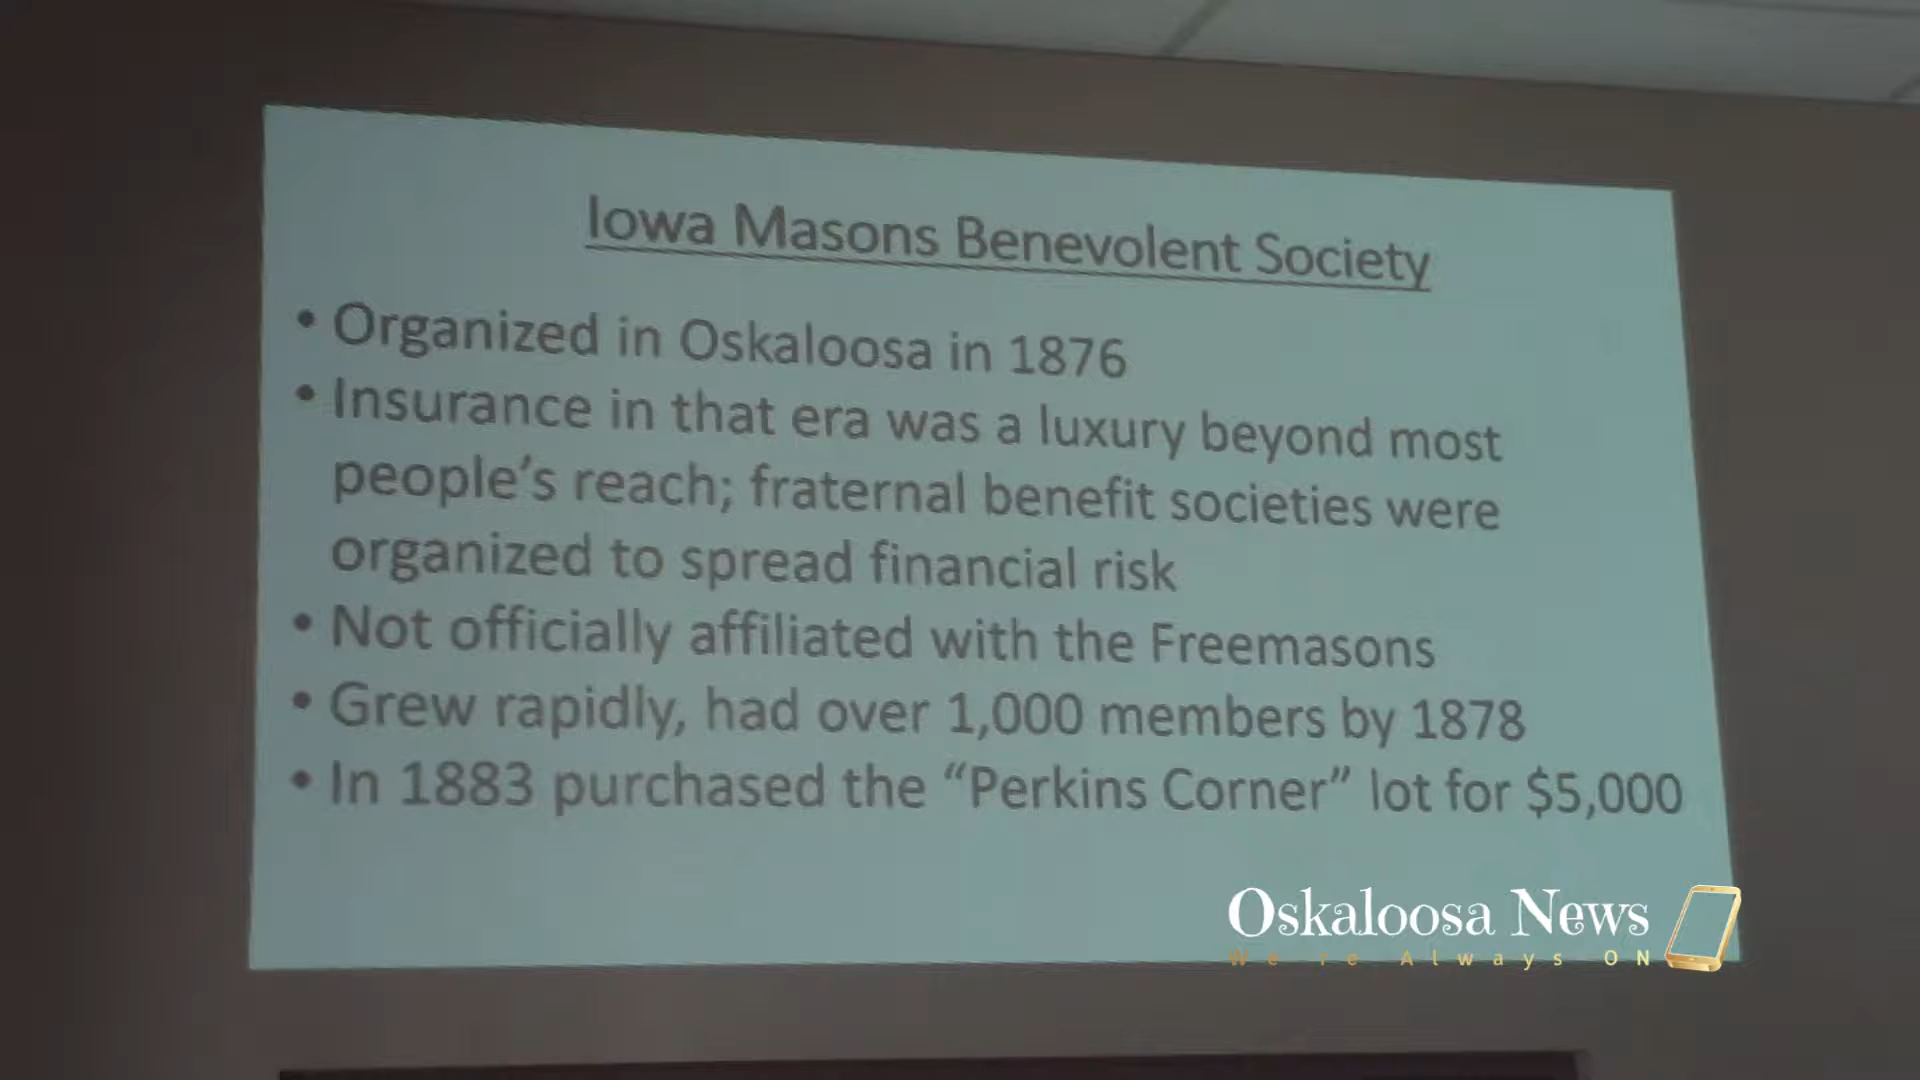 Iowa Masons Benevolent Society
• Organized in Oskaloosa in 1876
• Insurance in that era was a luxury beyond most
people’s reach; fraternal benefit societies were
organized to spread financial risk
• Not officially affiliated with the Freemasons
• Grew rapidly, had over 1,000 members by 1878
• In 1883 purchased the “Perkins Corner” lot for $5,000
Oskaloosa News
We're Always ON